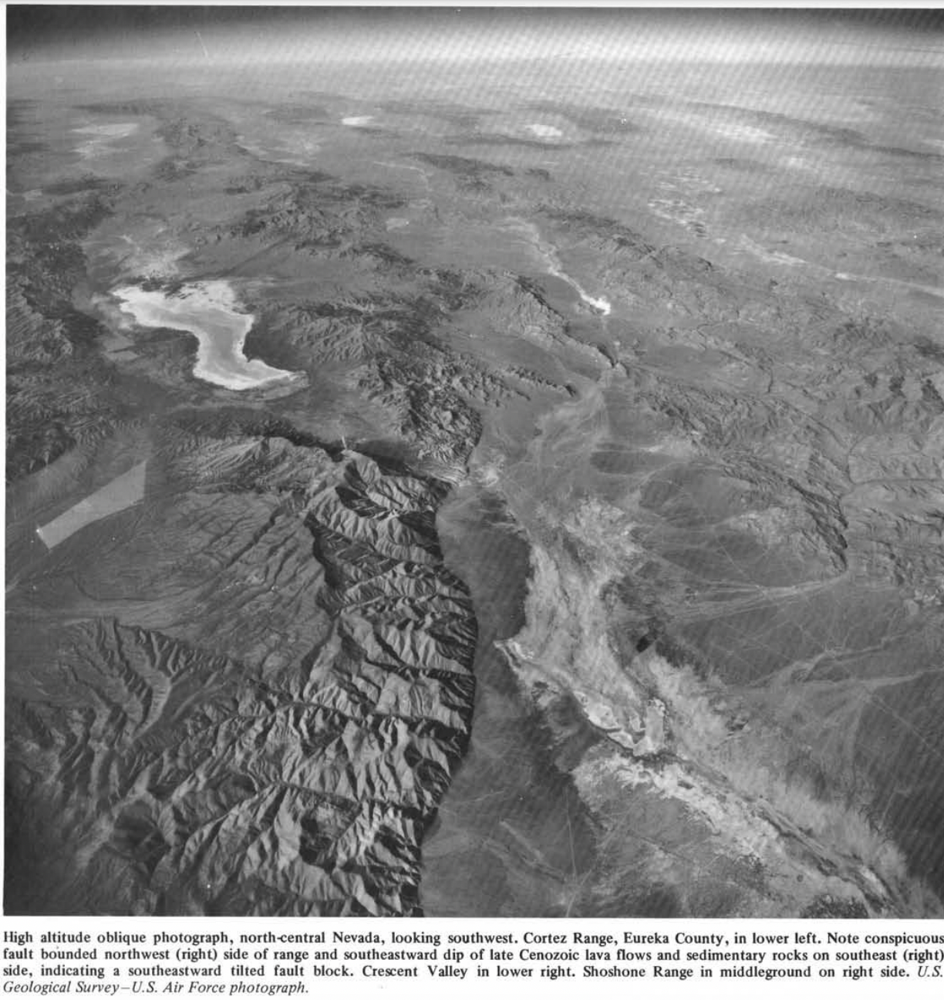 High altitude oblique photograph, north-central Nevada, looking southwest. Cortez Range, Eureka County, in lower left. Note conspicuous
fault bounded northwest (right) side of range and southeastward dip of late Cenozoic lava flows and sedimentary rocks on southeast (right)
side, indicating a southeastward tilted fault block. Crescent Valley in lower right. Shoshone Range in middleground on right side. U.S.
Geological Survey—U.S. Air Force photograph.